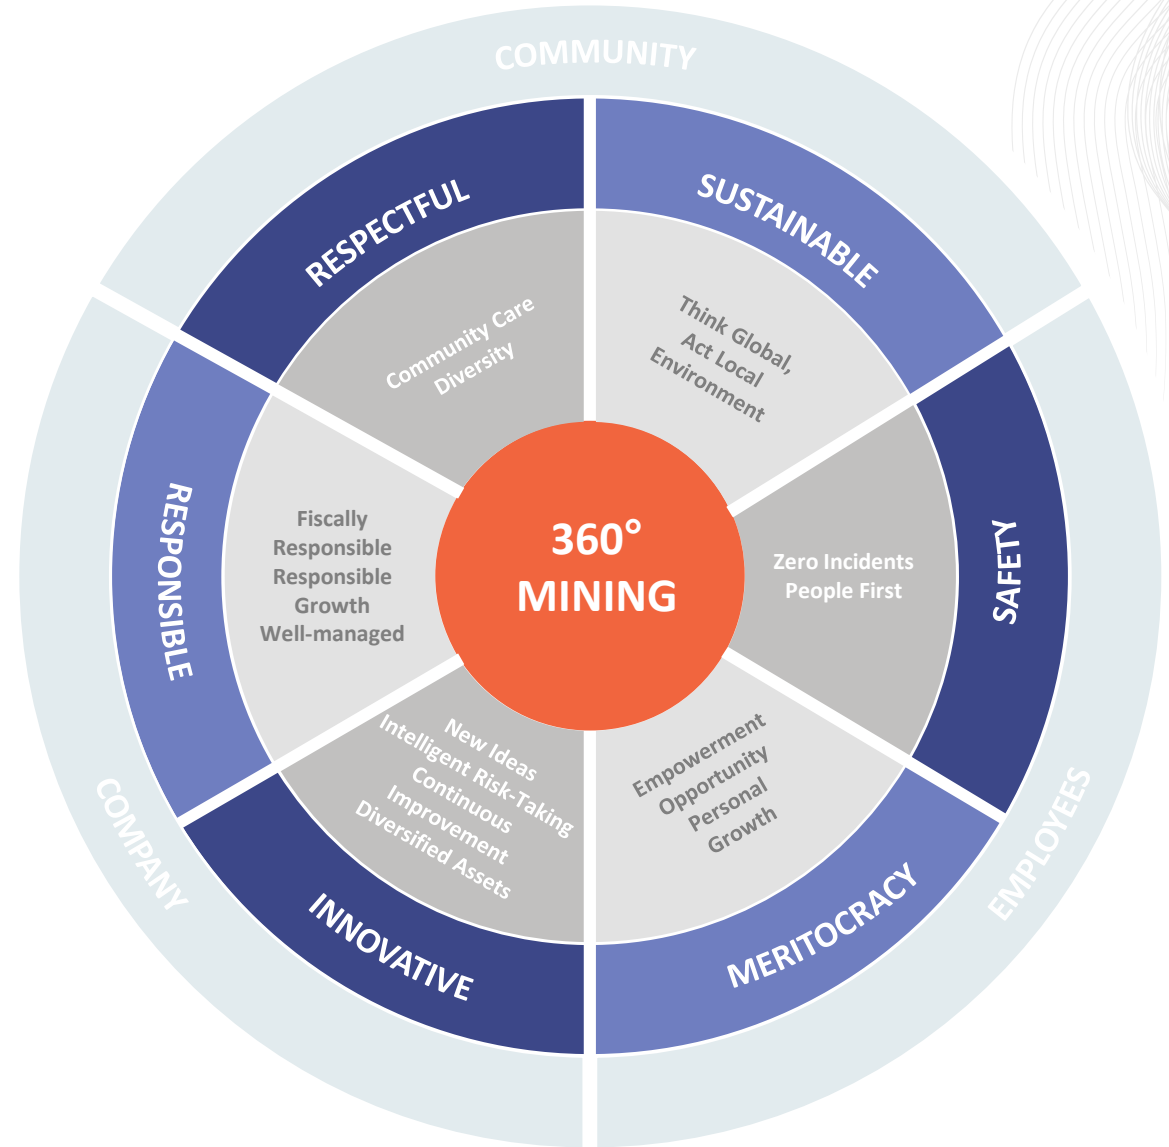 COMMUNITY
RESPECTFUL
SUSTAINABLE
Community Care
Diversity
Think Global,
Act Local
Environment
RESPONSIBLE
Fiscally
Responsible
Responsible
Growth
Well-managed
360°
MINING
Zero Incidents
People First
SAFETY
New Ideas
Intelligent Risk-Taking
Continuous
Improvement
Diversified Assets
Empowerment
Opportunity
Personal
Growth
COMPANY
EMPLOYEES
INNOVATIVE
MERITOCRACY